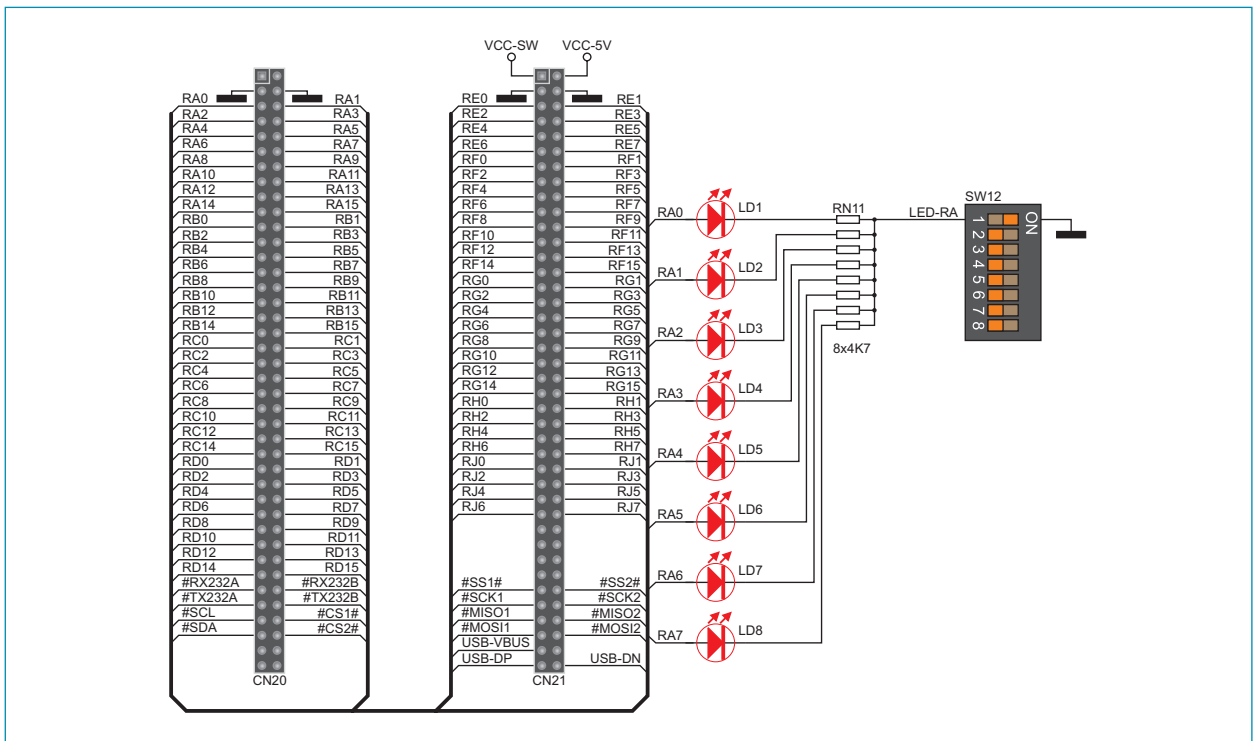 VCC-SW VCC-5V
RA0 RA1 RE0 RE1
RA2 RA3 RE2 RE3
RA4 RA5 RE4 RE5
RA6 RA7 RE6 RE7
RA8 RA9 RF0 RF1
RA10 RA11 RF2 RF3
RA12 RA13 RF4 RF5
RA14 RA15 RF6 RF7
RB0 RB1 RF8 RF9
RB2 RB3 RF10 RF11
RB4 RB5 RF12 RF13
RB6 RB7 RF14 RF15
RB8 RB9 RG0 RG1
RB10 RB11 RG2 RG3
RB12 RB13 RG4 RG5
RB14 RB15 RG6 RG7
RC0 RC1 RG8 RG9
RC2 RC3 RG10 RG11
RC4 RC5 RG12 RG13
RC6 RC7 RG14 RG15
RC8 RC9 RH0 RH1
RC10 RC11 RH2 RH3
RC12 RC13 RH4 RH5
RC14 RC15 RH6 RH7
RD0 RD1 RJ0 RJ1
RD2 RD3 RJ2 RJ3
RD4 RD5 RJ4 RJ5
RD6 RD7 RJ6 RJ7
RD8 RD9
RD10 RD11
RD12 RD13
RD14 RD15
#RX232A #RX232B #SS1# #SS2#
#TX232A #TX232B #SCK1 #SCK2
#SCL #CS1# #MISO1 #MISO2
#SDA #CS2# #MOSI1 #MOSI2
USB-VBUS
USB-DP USB-DN
CN20 CN21
RA0 LD1
RA1 LD2
RA2 LD3
RA3 LD4
RA4 LD5
RA5 LD6
RA6 LD7
RA7 LD8
RN11
8x4K7
LED-RA
SW12
ON
1
2
3
4
5
6
7
8